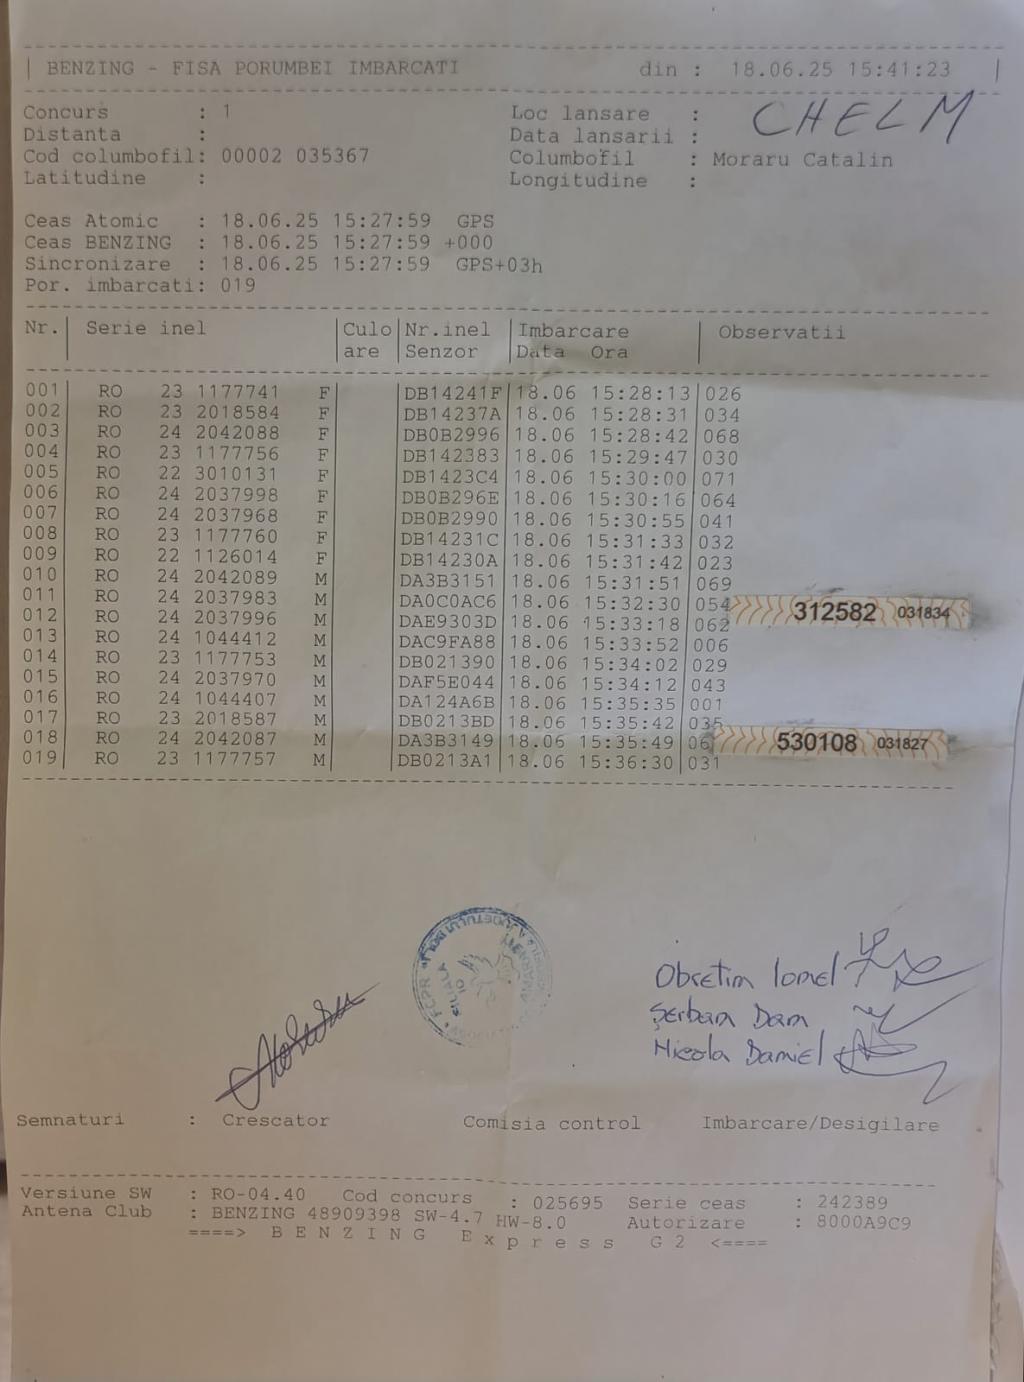 BENZING - FISA PORUMBEI IMBARCATI din : 18.06.25 15:41:23
Concurs : 1 Loc lansare : CHELM
Distanta : Data lansarii :
Cod columbofil: 00002 035367 Columbofil : Moraru Catalin
Latitudine : Longitudine :
Ceas Atomic : 18.06.25 15:27:59 GPS
Ceas BENZING : 18.06.25 15:27:59 +000
Sincronizare : 18.06.25 15:27:59 GPS+03h
Por. imbarcati: 019
Nr. Serie inel Culo Nr.inel Imbarcare Observatii
are Senzor Data Ora
001 RO 23 1177741 F DB14241F 18.06 15:28:13 026
002 RO 23 2018584 F DB14237A 18.06 15:28:31 034
003 RO 24 2042088 F DB0B2996 18.06 15:28:42 068
004 RO 23 1177756 F DB142383 18.06 15:29:47 030
005 RO 22 3010131 F DB1423C4 18.06 15:30:00 071
006 RO 24 2037998 F DB0B296E 18.06 15:30:16 064
007 RO 24 2037968 F DB0B2990 18.06 15:30:55 041
008 RO 23 1177760 F DB14231C 18.06 15:31:33 032
009 RO 22 1126014 F DB14230A 18.06 15:31:42 023
010 RO 24 2042089 M DA3B3151 18.06 15:31:51 069
011 RO 24 2037983 M DA0C0AC6 18.06 15:32:30 054 312582 031834
012 RO 24 2037996 M DAE9303D 18.06 15:33:18 062
013 RO 24 1044412 M DAC9FA88 18.06 15:33:52 006
014 RO 23 1177753 M DB021390 18.06 15:34:02 029
015 RO 24 2037970 M DAF5E044 18.06 15:34:12 043
016 RO 24 1044407 M DA124A6B 18.06 15:35:35 001
017 RO 23 2018587 M DB0213BD 18.06 15:35:42 035
018 RO 24 2042087 M DA3B3149 18.06 15:35:49 06 530108 031827
019 RO 23 1177757 M DB0213A1 18.06 15:36:30 031
FCPR
FILIALA
Obretin Ionel
Șerban Dan
Nicola Daniel
Semnaturi : Crescator Comisia control Imbarcare/Desigilare
Versiune SW : RO-04.40 Cod concurs : 025695 Serie ceas : 242389
Antena Club : BENZING 48909398 SW-4.7 HW-8.0 Autorizare : 8000A9C9
====> B E N Z I N G E x p r e s s G 2 <====